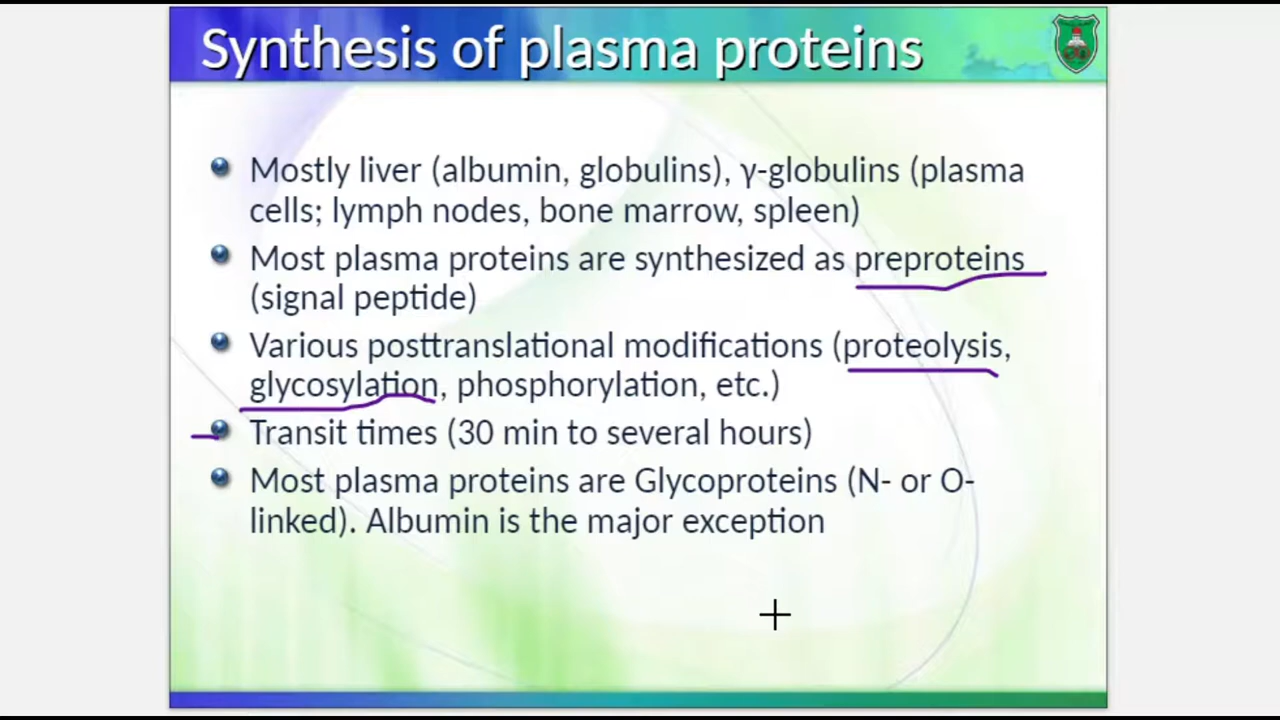 Synthesis of plasma proteins
Mostly liver (albumin, globulins), γ-globulins (plasma
cells; lymph nodes, bone marrow, spleen)
Most plasma proteins are synthesized as preproteins
(signal peptide)
Various posttranslational modifications (proteolysis,
glycosylation, phosphorylation, etc.)
Transit times (30 min to several hours)
Most plasma proteins are Glycoproteins (N- or O-
linked). Albumin is the major exception